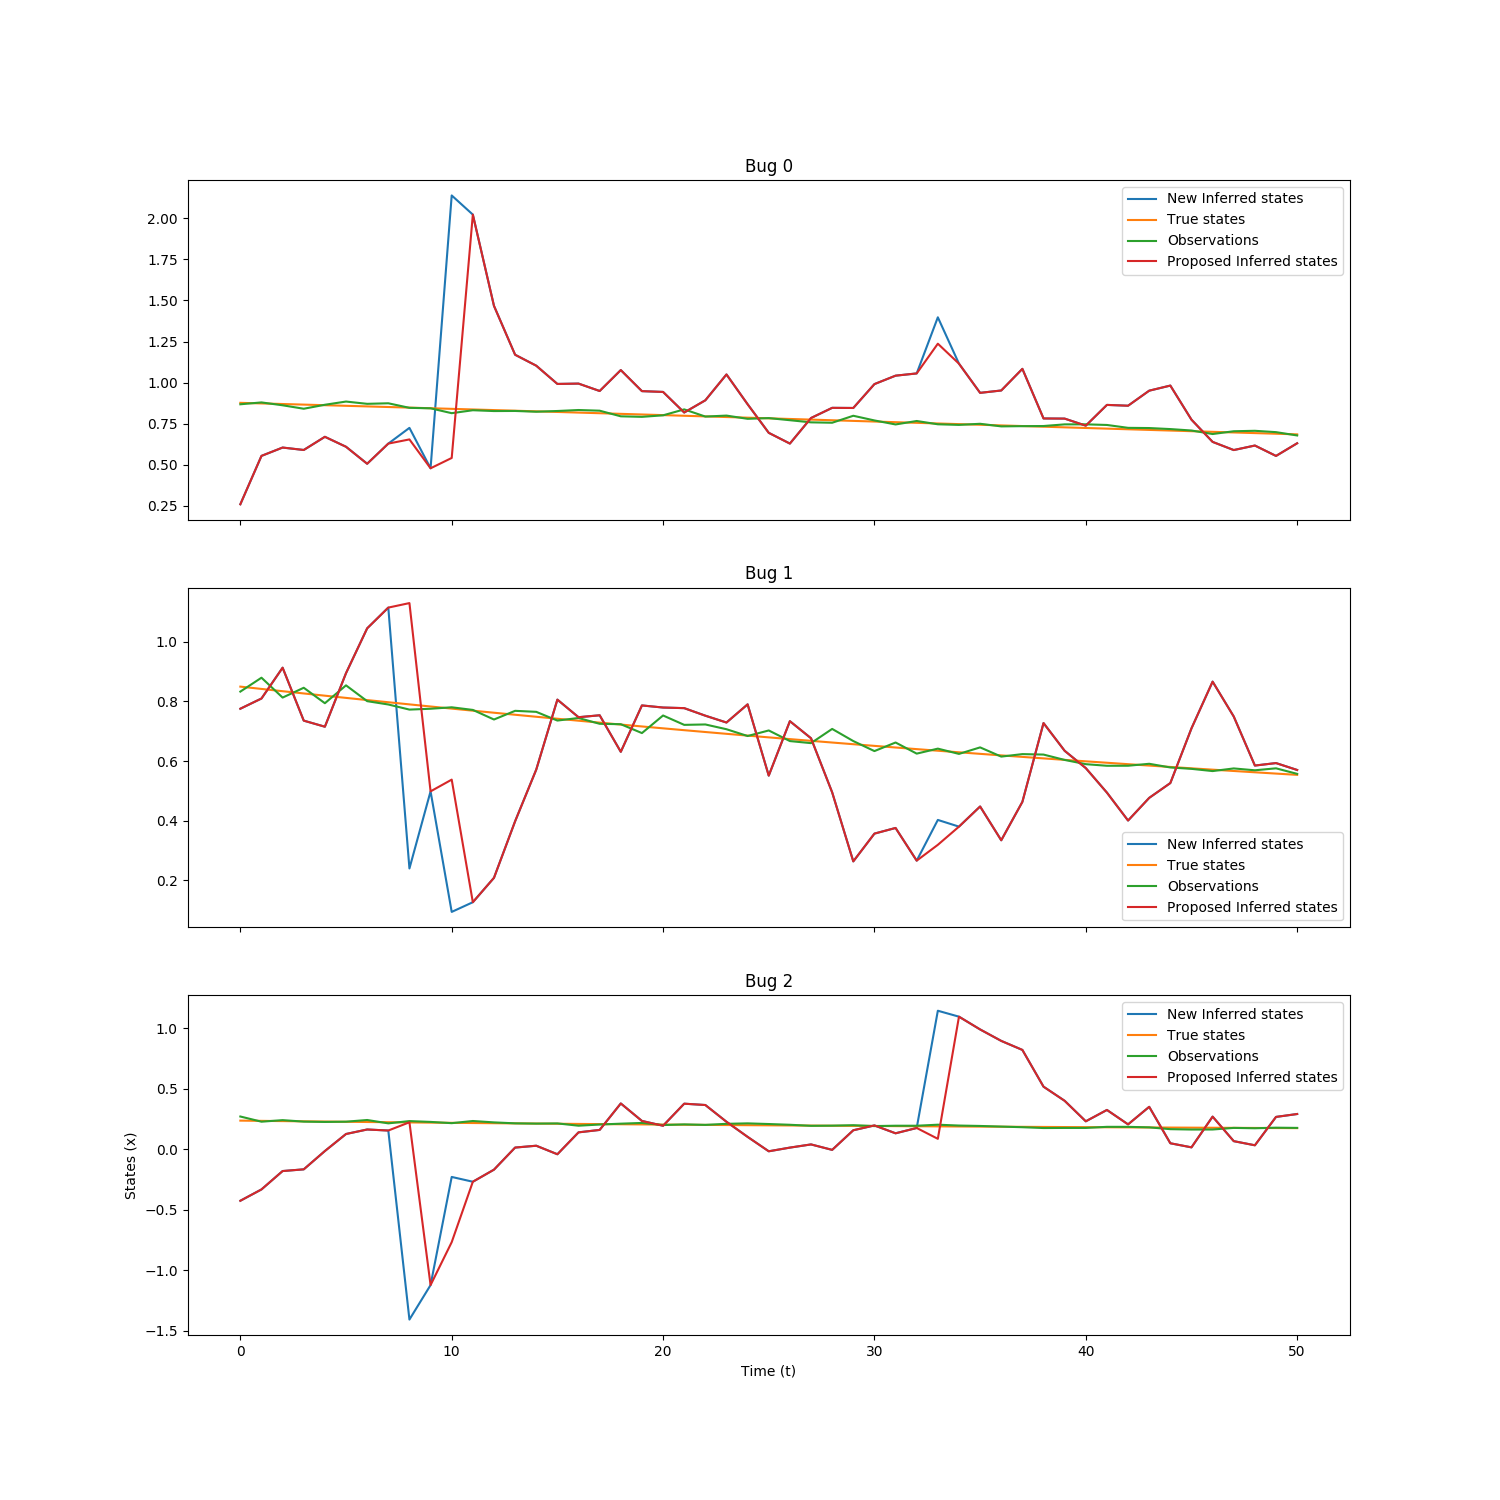 Bug 0
2.00
1.75
1.50
1.25
1.00
0.75
0.50
0.25
New Inferred states
True states
Observations
Proposed Inferred states
Bug 1
1.0
0.8
0.6
0.4
0.2
New Inferred states
True states
Observations
Proposed Inferred states
Bug 2
States (x)
1.0
0.5
0.0
−0.5
−1.0
−1.5
New Inferred states
True states
Observations
Proposed Inferred states
0 10 20 30 40 50
Time (t)